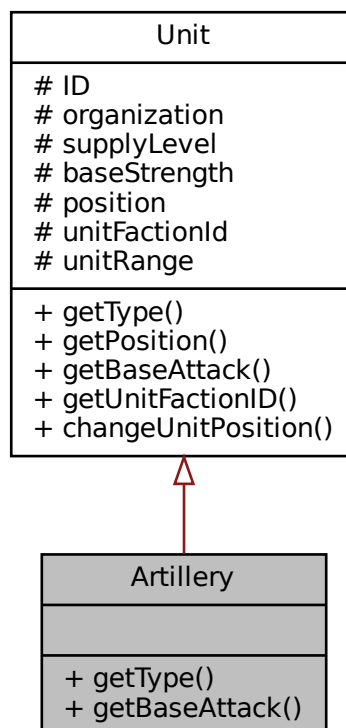 Unit
# ID
# organization
# supplyLevel
# baseStrength
# position
# unitFactionId
# unitRange
+ getType()
+ getPosition()
+ getBaseAttack()
+ getUnitFactionID()
+ changeUnitPosition()
Artillery
+ getType()
+ getBaseAttack()